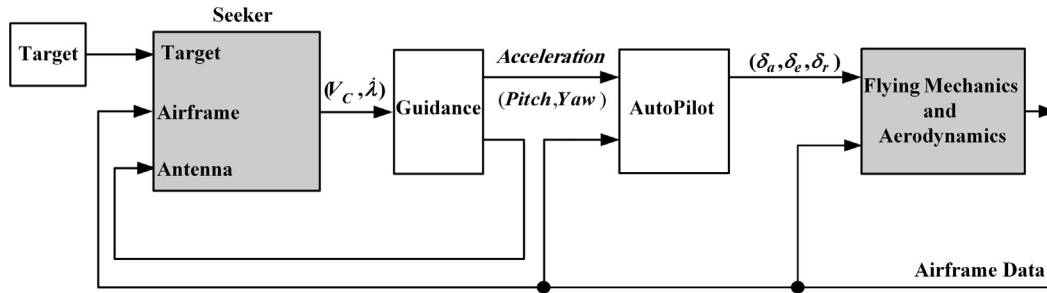 Seeker
Target
Target
Airframe
Antenna
(V_C, λ̇)
Guidance
Acceleration
(Pitch,Yaw)
AutoPilot
(δ_a, δ_e, δ_r)
Flying Mechanics
and
Aerodynamics
Airframe Data